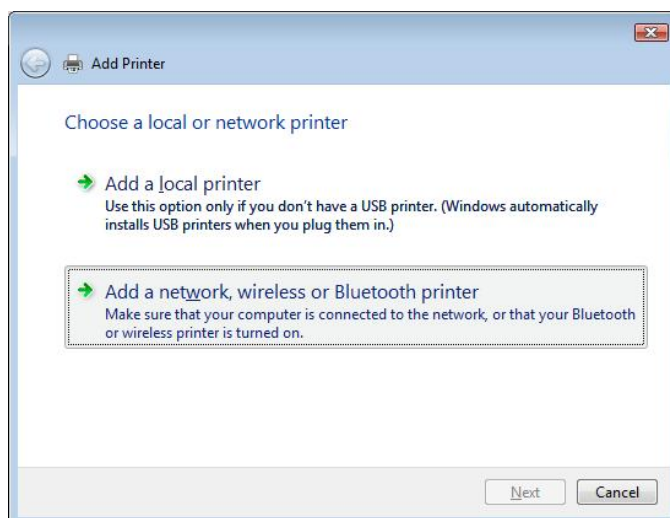 Add Printer
Choose a local or network printer
Add a local printer
Use this option only if you don't have a USB printer. (Windows automatically
installs USB printers when you plug them in.)
Add a network, wireless or Bluetooth printer
Make sure that your computer is connected to the network, or that your Bluetooth
or wireless printer is turned on.
Next
Cancel